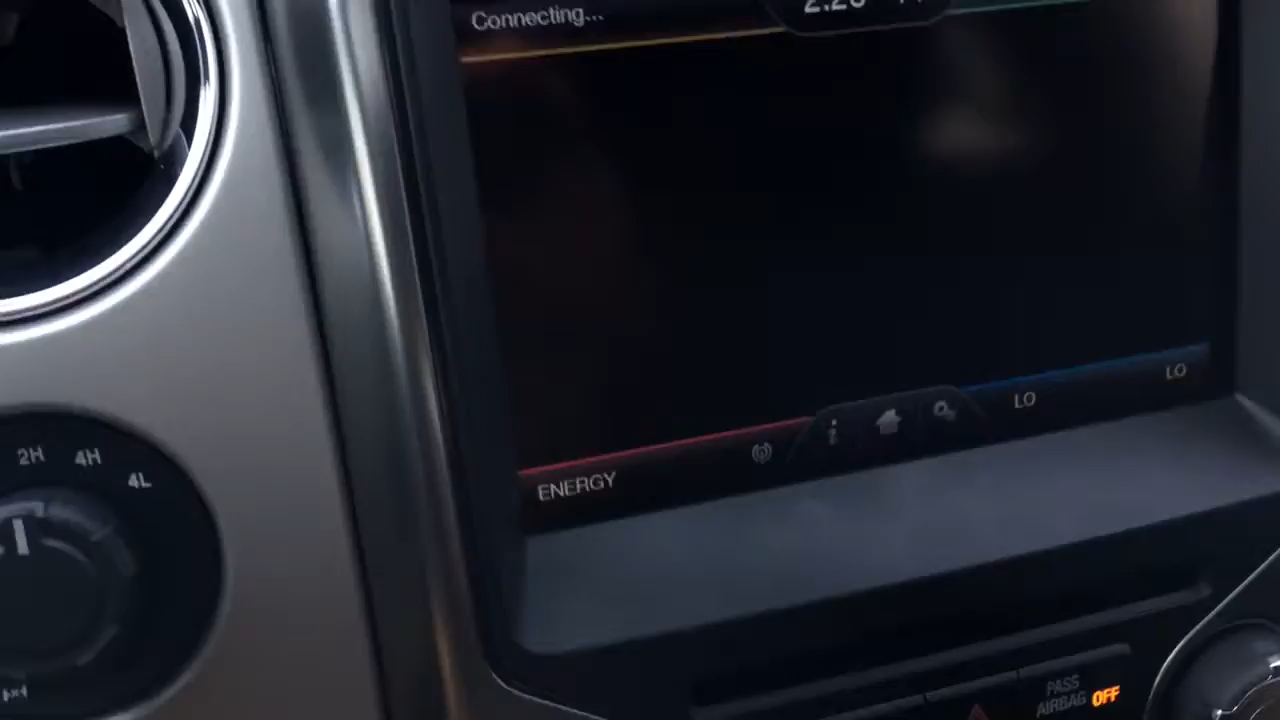 Connecting...
LO
LO
ENERGY
2H 4H 4L
PASS
AIRBAG OFF